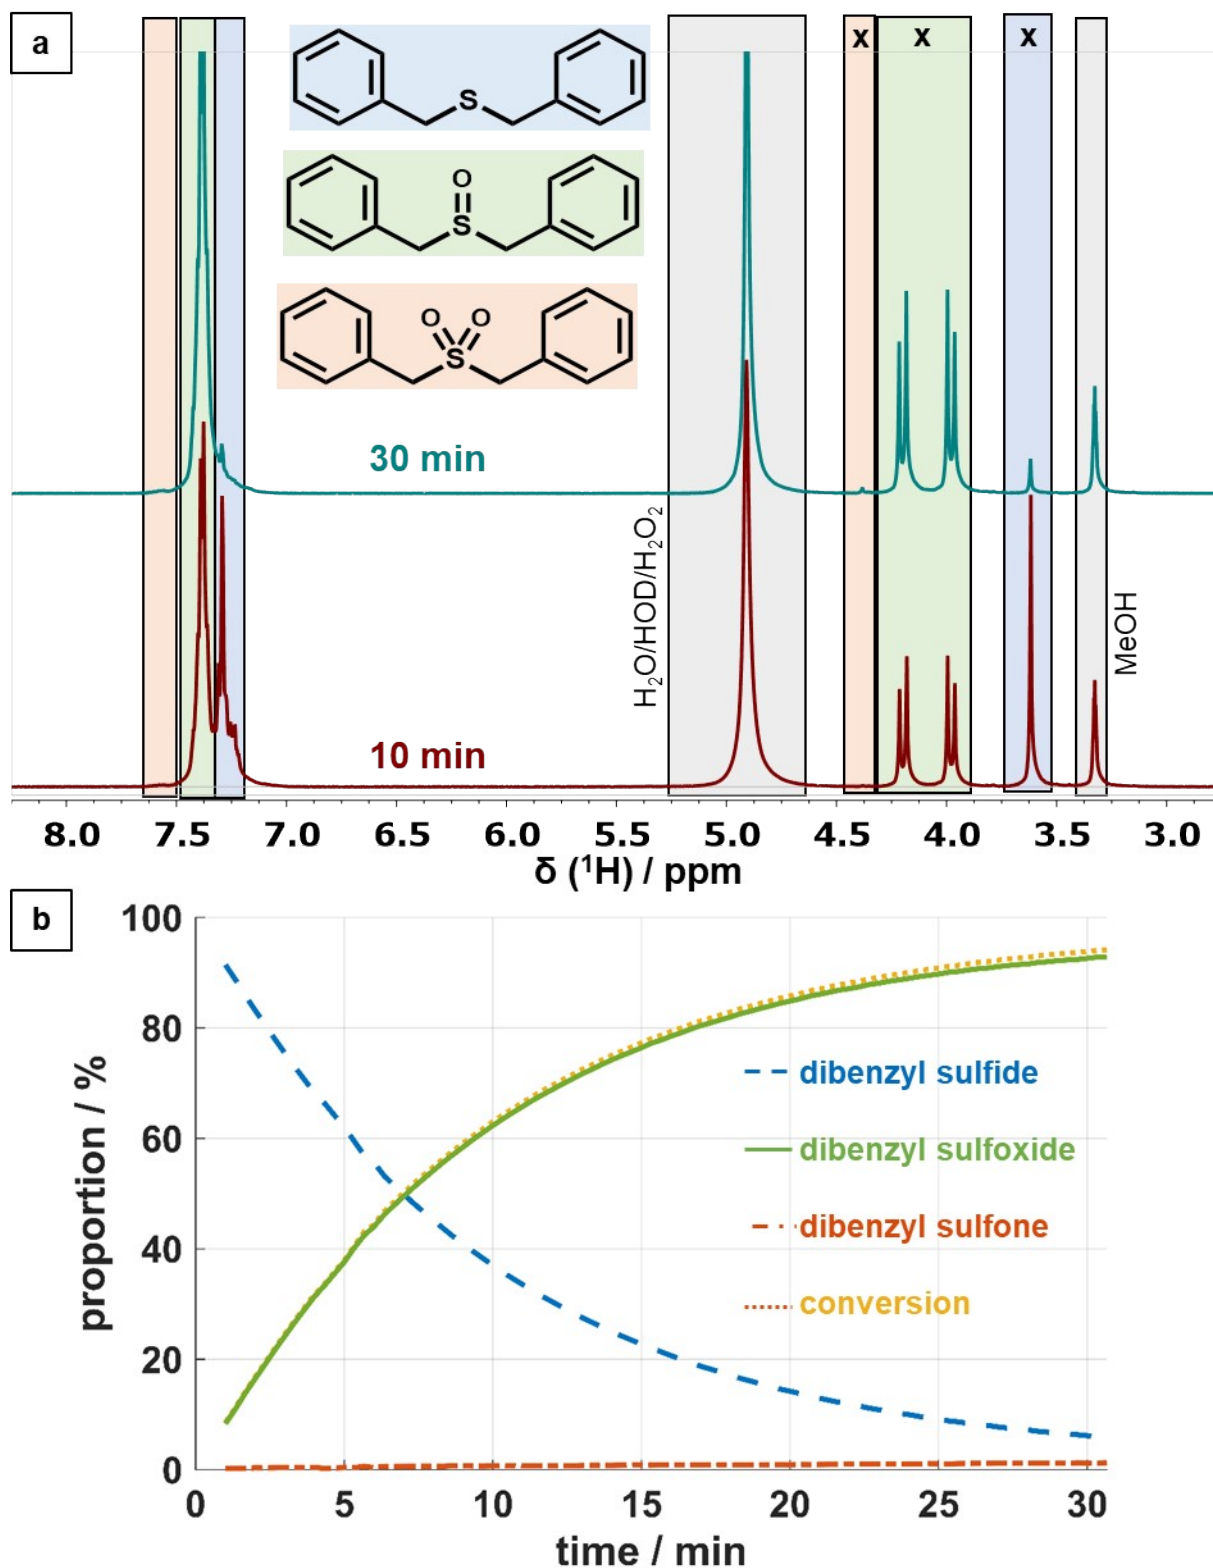 a
x x x
S
O
S
O O
S
30 min
H₂O/HOD/H₂O₂
MeOH
10 min
8.0 7.5 7.0 6.5 6.0 5.5 5.0 4.5 4.0 3.5 3.0
δ (¹H) / ppm
b
100
80
60
40
20
0
proportion / %
dibenzyl sulfide
dibenzyl sulfoxide
dibenzyl sulfone
conversion
0 5 10 15 20 25 30
time / min